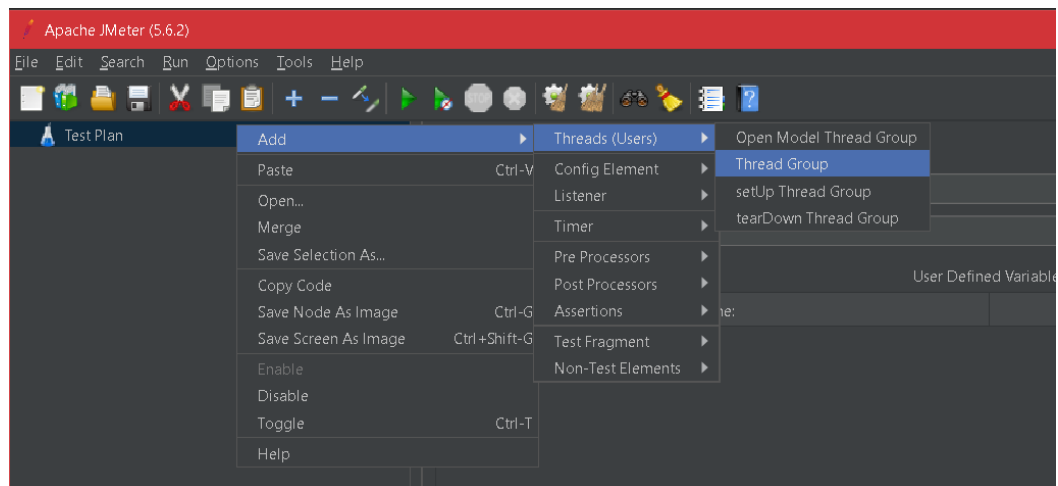 Apache JMeter (5.6.2)
File Edit Search Run Options Tools Help
STOP
Test Plan
Add
Paste Ctrl-V
Open...
Merge
Save Selection As...
Copy Code
Save Node As Image Ctrl-G
Save Screen As Image Ctrl+Shift-G
Enable
Disable
Toggle Ctrl-T
Help
Threads (Users)
Config Element
Listener
Timer
Pre Processors
Post Processors
Assertions
Test Fragment
Non-Test Elements
Open Model Thread Group
Thread Group
setUp Thread Group
tearDown Thread Group
User Defined Variable
ne: